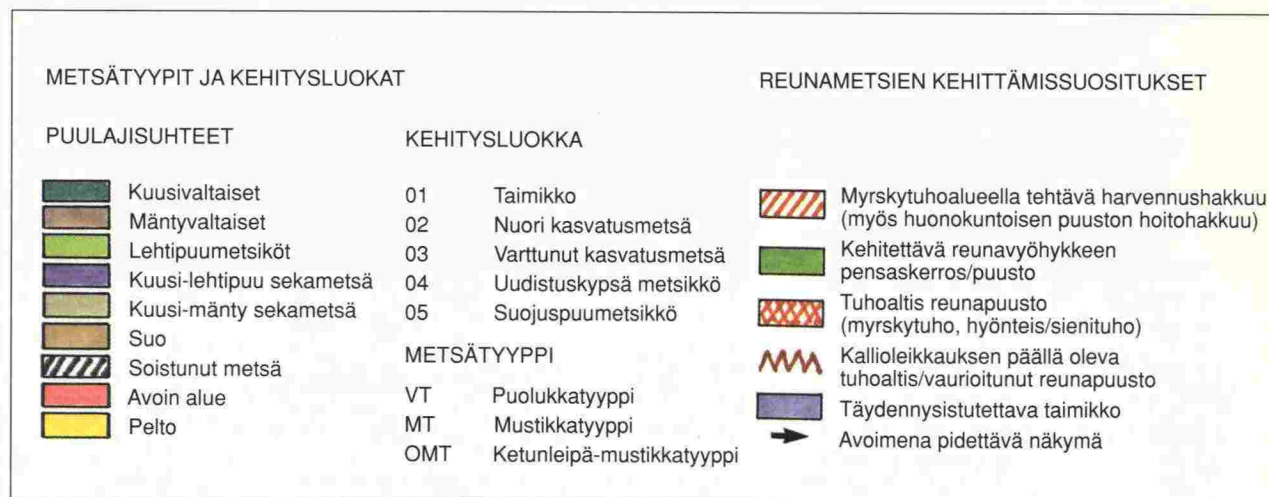 METSÄTYYPIT JA KEHITYSLUOKAT
PUULAJISUHTEET
Kuusivaltaiset
Mäntyvaltaiset
Lehtipuumetsiköt
Kuusi-lehtipuu sekametsä
Kuusi-mänty sekametsä
Suo
Soistunut metsä
Avoin alue
Pelto
KEHITYSLUOKKA
01 Taimikko
02 Nuori kasvatusmetsä
03 Varttunut kasvatusmetsä
04 Uudistuskypsä metsikkö
05 Suojuspuumetsikkö
METSÄTYYPPI
VT Puolukkatyyppi
MT Mustikkatyyppi
OMT Ketunleipä-mustikkatyyppi
REUNAMETSIEN KEHITTÄMISSUOSITUKSET
Myrskytuhoalueella tehtävä harvennushakkuu
(myös huonokuntoisen puuston hoitohakkuu)
Kehitettävä reunavyöhykkeen
pensaskerros/puusto
Tuhoaltis reunapuusto
(myrskytuho, hyönteis/sienituho)
Kallioleikkauksen päällä oleva
tuhoaltis/vaurioitunut reunapuusto
Täydennysistutettava taimikko
Avoimena pidettävä näkymä